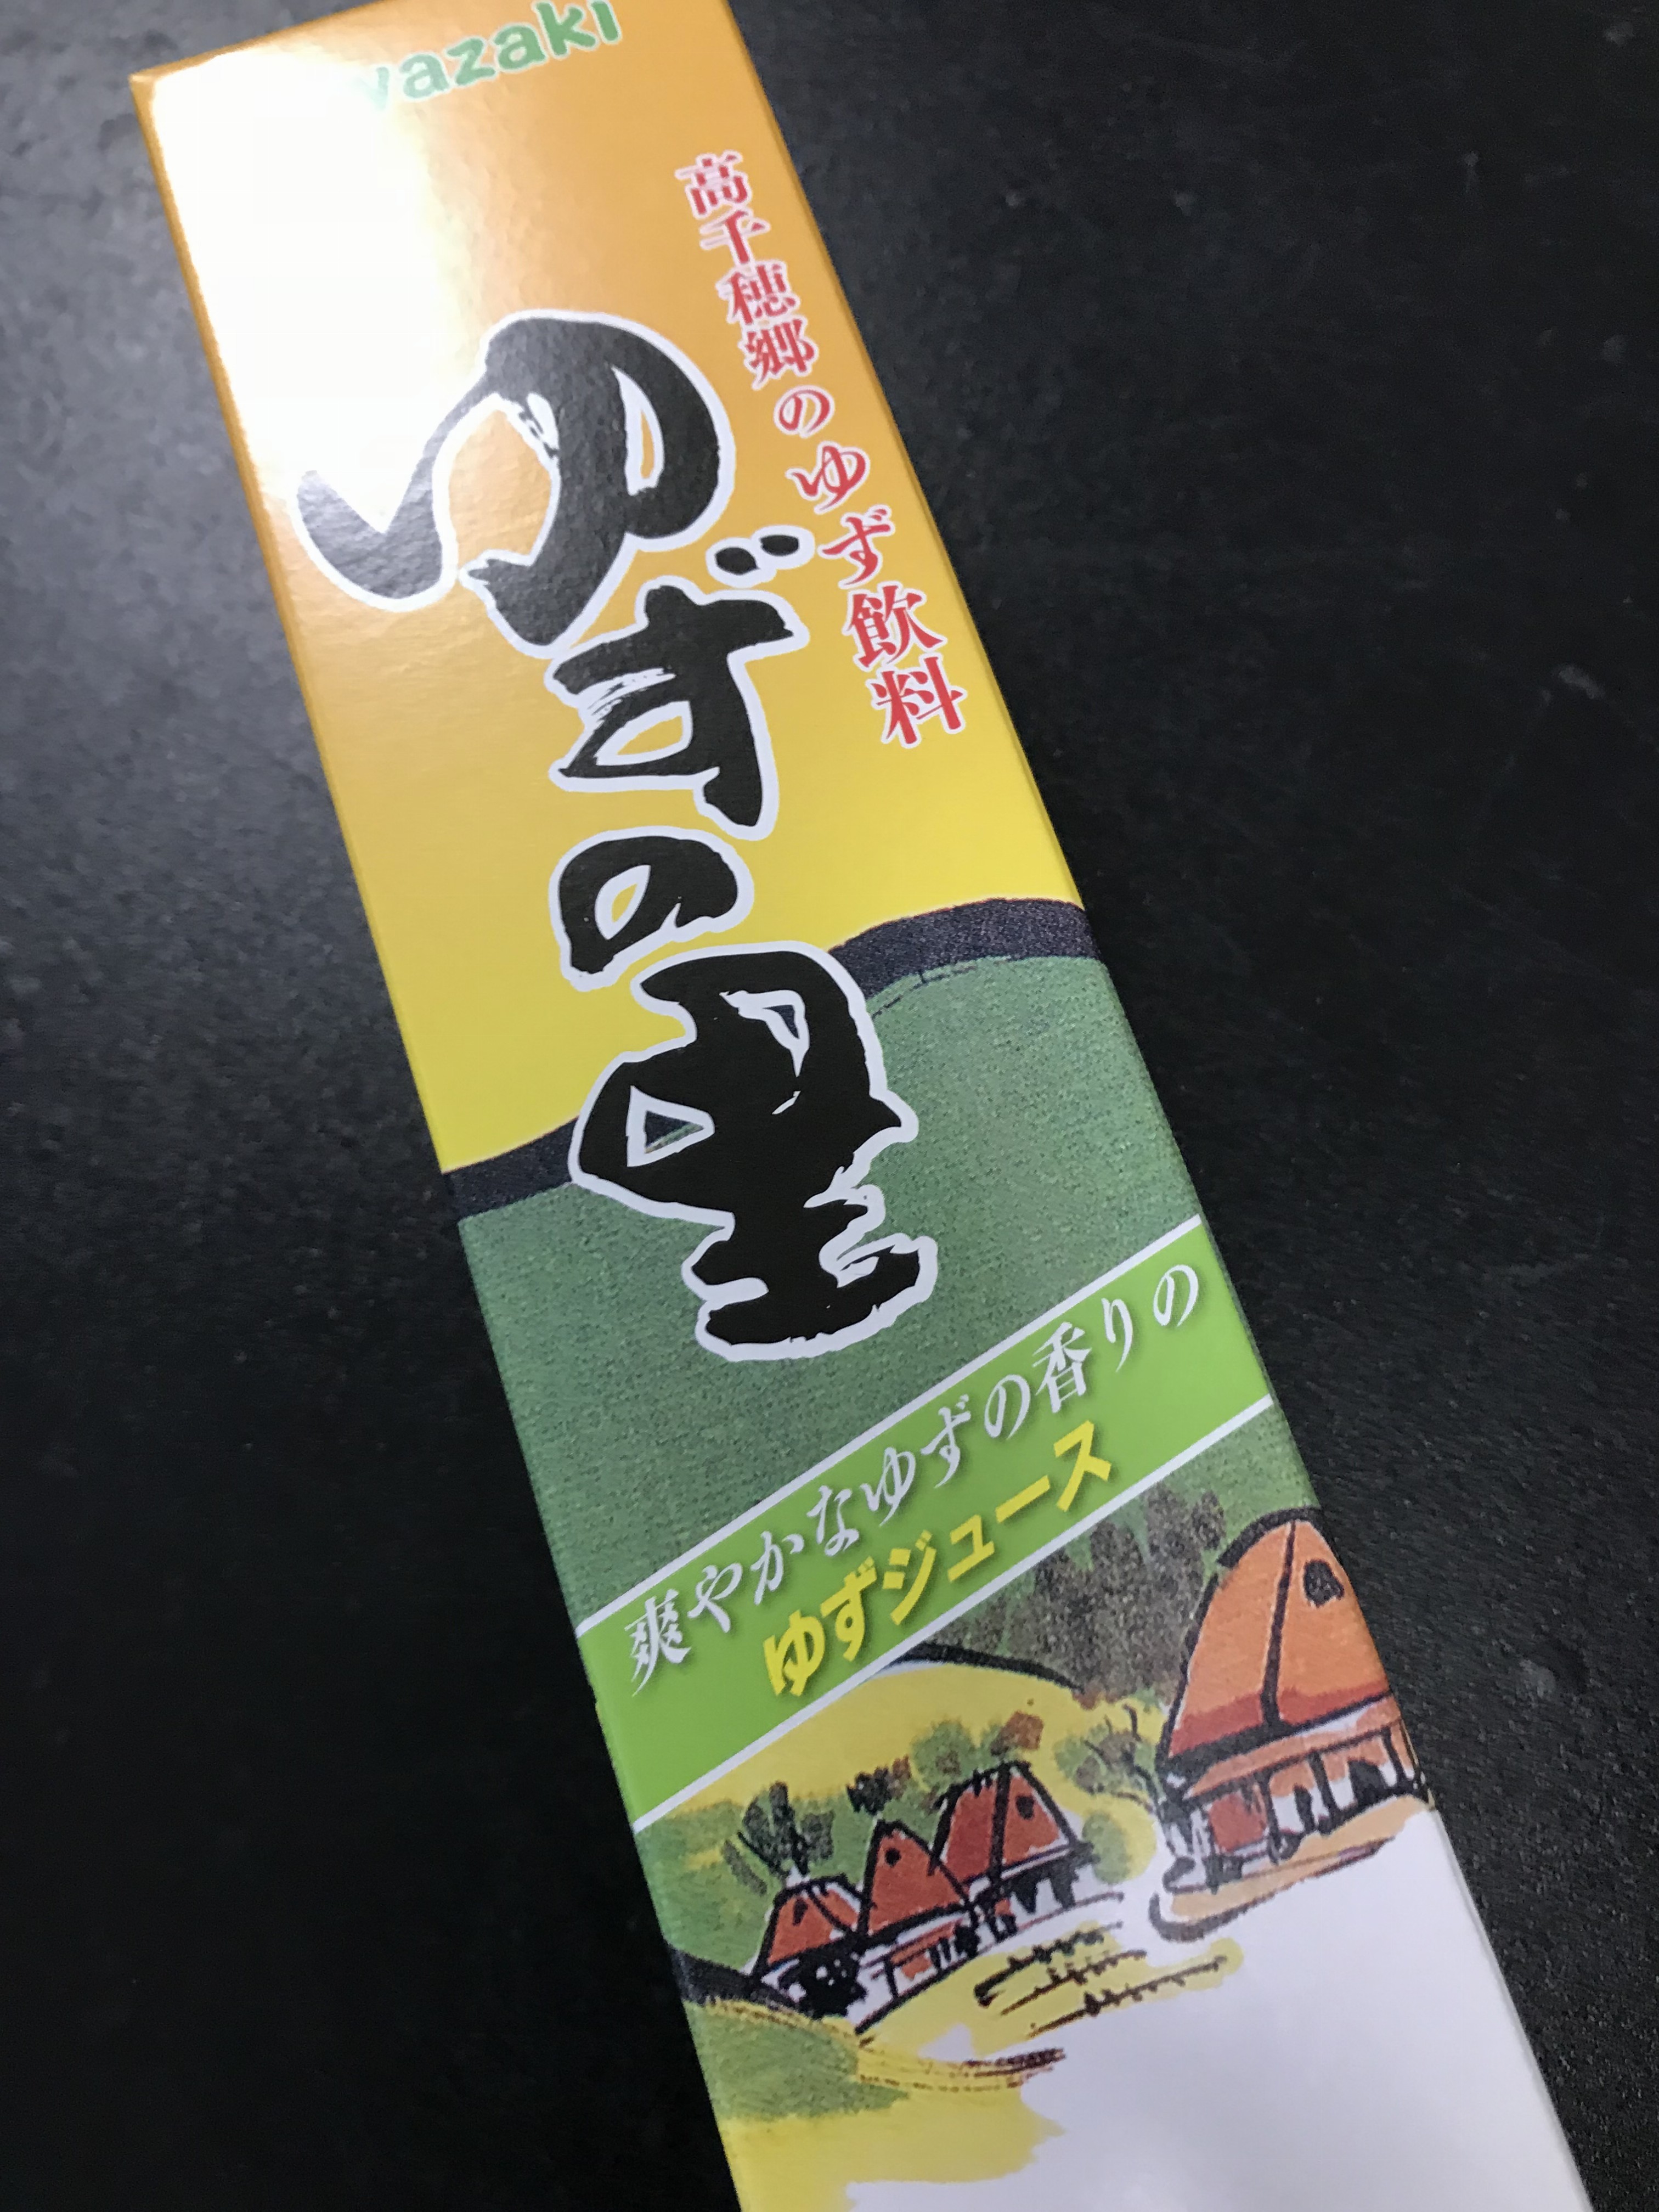 yazaki
高千穂郷のゆず飲料
ゆずの里
爽やかなゆずの香りの
ゆずジュース